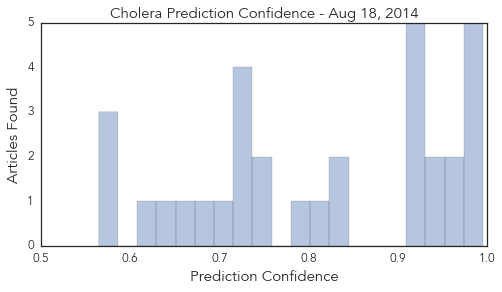 Cholera Prediction Confidence - Aug 18, 2014
Articles Found
5
4
3
2
1
0
0.5 0.6 0.7 0.8 0.9 1.0
Prediction Confidence